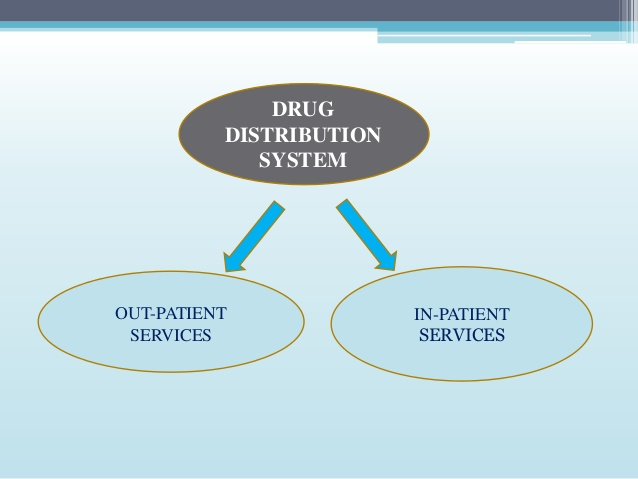 DRUG
DISTRIBUTION
SYSTEM
OUT-PATIENT
SERVICES
IN-PATIENT
SERVICES